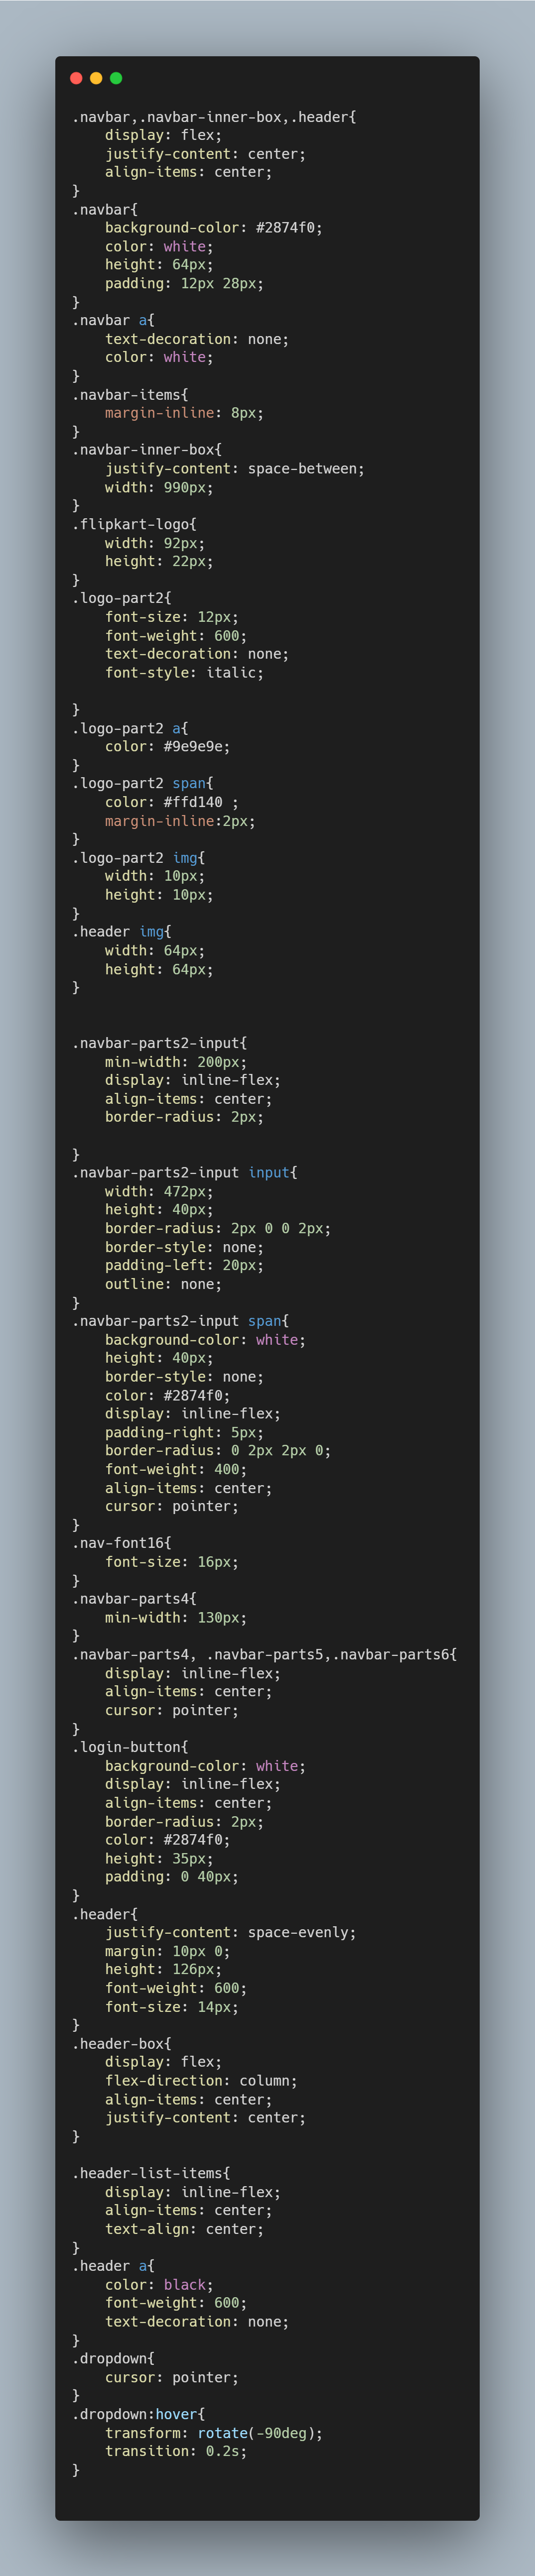 .navbar,.navbar-inner-box,.header{
    display: flex;
    justify-content: center;
    align-items: center;
}
.navbar{
    background-color: #2874f0;
    color: white;
    height: 64px;
    padding: 12px 28px;
}
.navbar a{
    text-decoration: none;
    color: white;
}
.navbar-items{
    margin-inline: 8px;
}
.navbar-inner-box{
    justify-content: space-between;
    width: 990px;
}
.flipkart-logo{
    width: 92px;
    height: 22px;
}
.logo-part2{
    font-size: 12px;
    font-weight: 600;
    text-decoration: none;
    font-style: italic;

}
.logo-part2 a{
    color: #9e9e9e;
}
.logo-part2 span{
    color: #ffd140 ;
    margin-inline:2px;
}
.logo-part2 img{
    width: 10px;
    height: 10px;
}
.header img{
    width: 64px;
    height: 64px;
}


.navbar-parts2-input{
    min-width: 200px;
    display: inline-flex;
    align-items: center;
    border-radius: 2px;

}
.navbar-parts2-input input{
    width: 472px;
    height: 40px;
    border-radius: 2px 0 0 2px;
    border-style: none;
    padding-left: 20px;
    outline: none;
}
.navbar-parts2-input span{
    background-color: white;
    height: 40px;
    border-style: none;
    color: #2874f0;
    display: inline-flex;
    padding-right: 5px;
    border-radius: 0 2px 2px 0;
    font-weight: 400;
    align-items: center;
    cursor: pointer;
}
.nav-font16{
    font-size: 16px;
}
.navbar-parts4{
    min-width: 130px;
}
.navbar-parts4, .navbar-parts5,.navbar-parts6{
    display: inline-flex;
    align-items: center;
    cursor: pointer;
}
.login-button{
    background-color: white;
    display: inline-flex;
    align-items: center;
    border-radius: 2px;
    color: #2874f0;
    height: 35px;
    padding: 0 40px;
}
.header{
    justify-content: space-evenly;
    margin: 10px 0;
    height: 126px;
    font-weight: 600;
    font-size: 14px;
}
.header-box{
    display: flex;
    flex-direction: column;
    align-items: center;
    justify-content: center;
}

.header-list-items{
    display: inline-flex;
    align-items: center;
    text-align: center;
}
.header a{
    color: black;
    font-weight: 600;
    text-decoration: none;
}
.dropdown{
    cursor: pointer;
}
.dropdown:hover{
    transform: rotate(-90deg);
    transition: 0.2s;
}